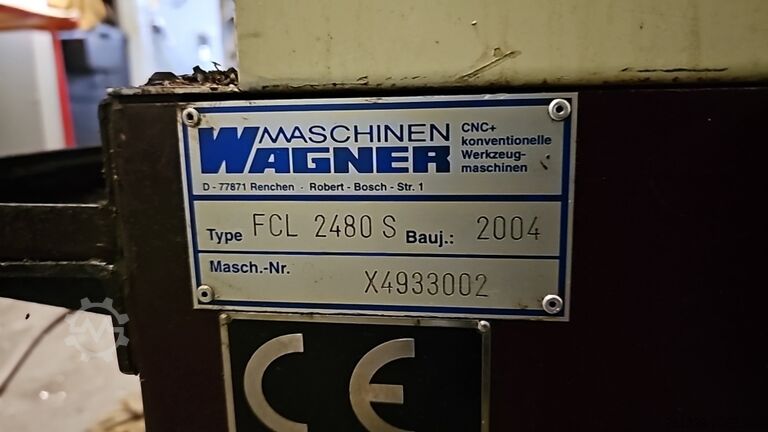 MASCHINEN
WAGNER
CNC+
konventionelle
Werkzeug-
maschinen
D - 77871 Renchen · Robert - Bosch - Str. 1
Type FCL 2480 S Bauj.: 2004
Masch.-Nr. X4933002
CE